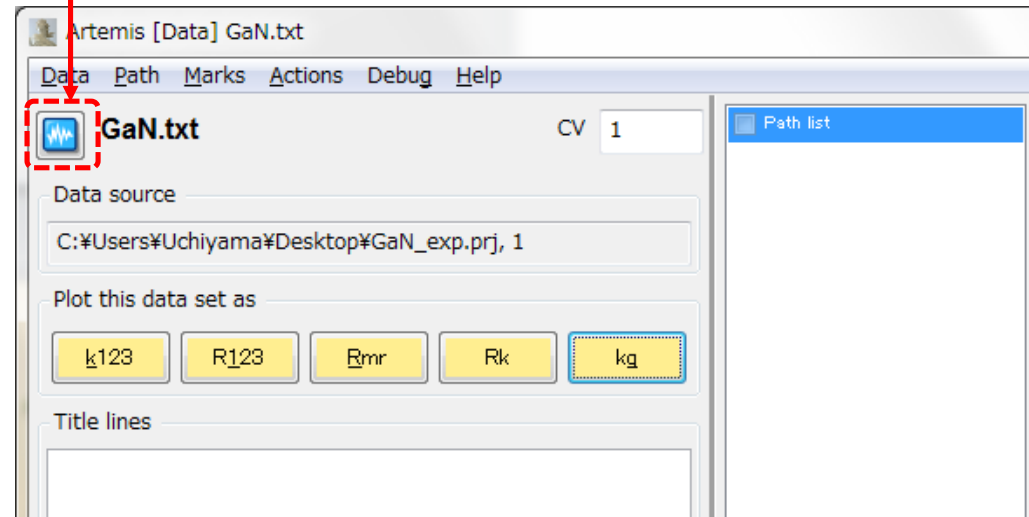 Artemis [Data] GaN.txt
Data Path Marks Actions Debug Help
GaN.txt
CV 1
Path list
Data source
C:¥Users¥Uchiyama¥Desktop¥GaN_exp.prj, 1
Plot this data set as
k123 R123 Rmr Rk kg
Title lines